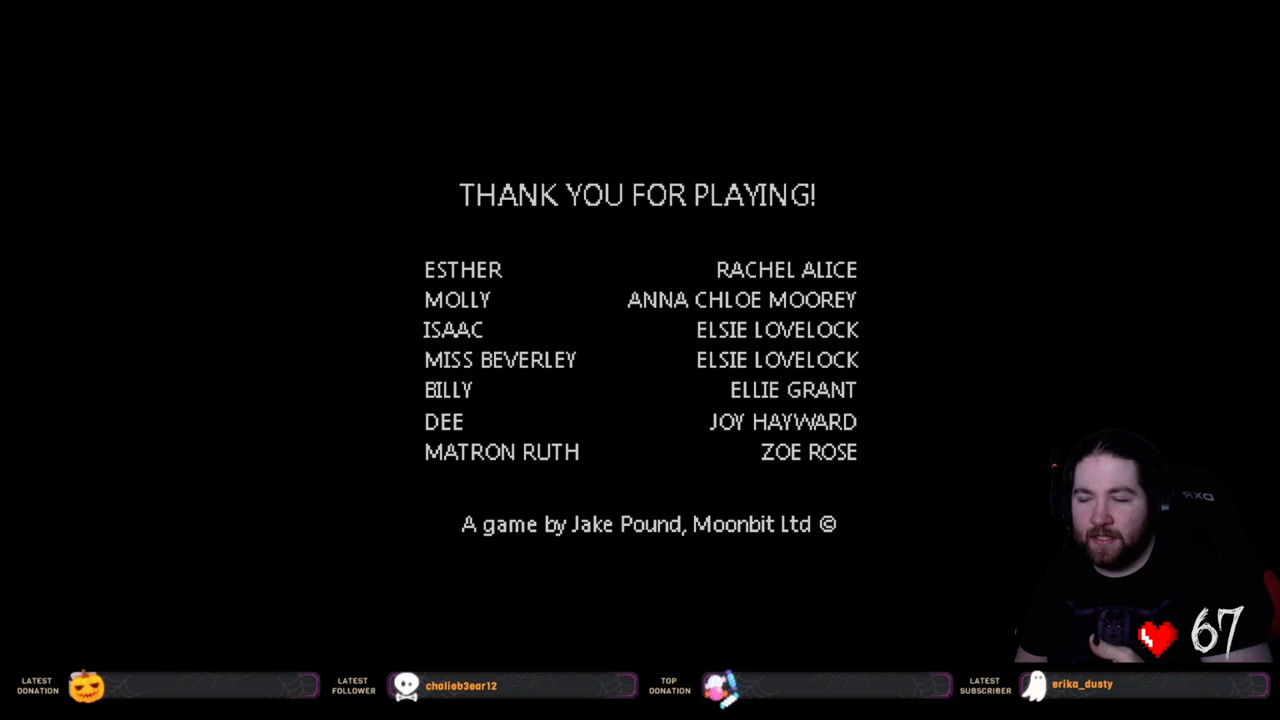 THANK YOU FOR PLAYING!
ESTHER RACHEL ALICE
MOLLY ANNA CHLOE MOOREY
ISAAC ELSIE LOVELOCK
MISS BEVERLEY ELSIE LOVELOCK
BILLY ELLIE GRANT
DEE JOY HAYWARD
MATRON RUTH ZOE ROSE
A game by Jake Pound, Moonbit Ltd ©
DXR
67
LATEST DONATION
LATEST FOLLOWER
chalieb3ear12
TOP DONATION
LATEST SUBSCRIBER
erika_dusty